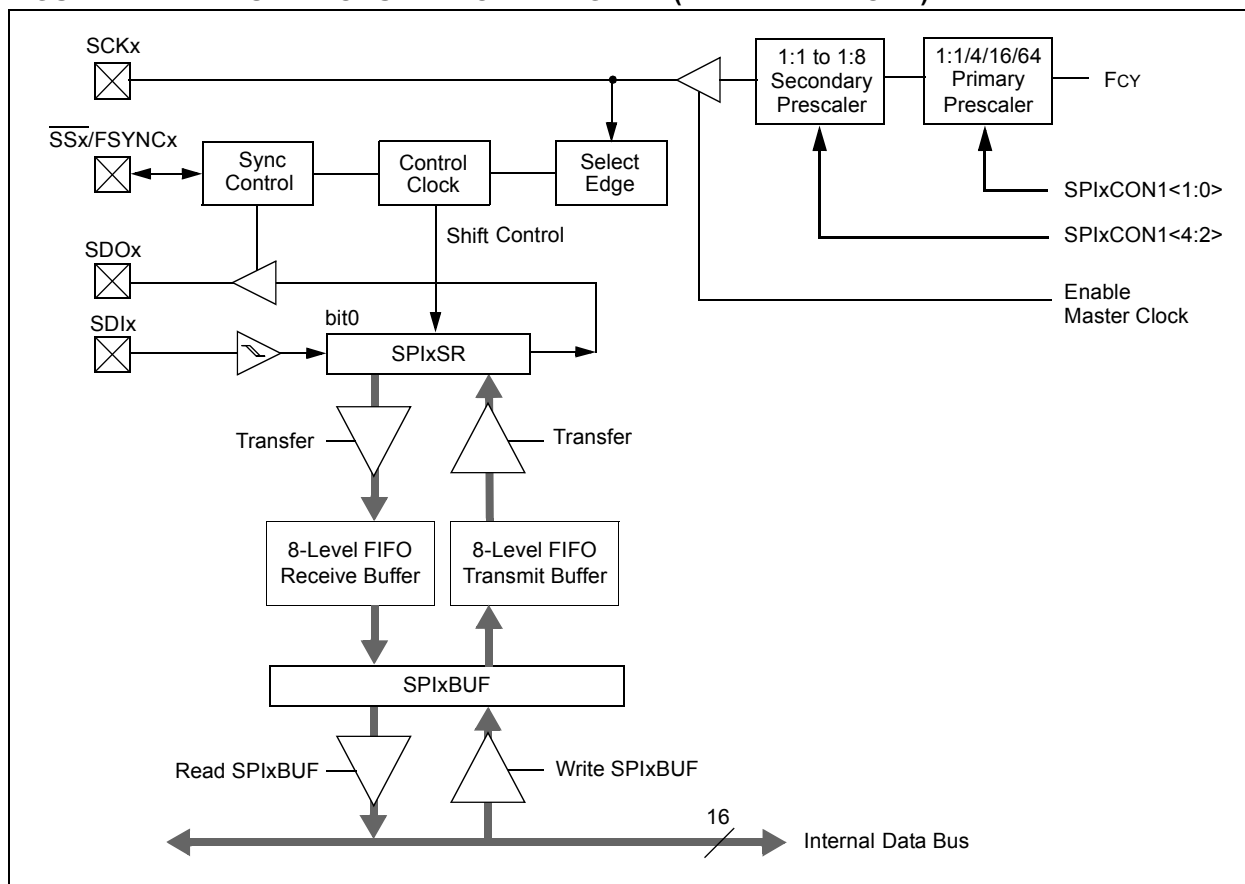 SCKx
1:1 to 1:8
Secondary
Prescaler
1:1/4/16/64
Primary
Prescaler
FCY
SSx/FSYNCx
Sync
Control
Control
Clock
Select
Edge
SPIxCON1<1:0>
Shift Control
SPIxCON1<4:2>
SDOx
Enable
Master Clock
SDIx
bit0
SPIxSR
Transfer
Transfer
8-Level FIFO
Receive Buffer
8-Level FIFO
Transmit Buffer
SPIxBUF
Read SPIxBUF
Write SPIxBUF
16
Internal Data Bus